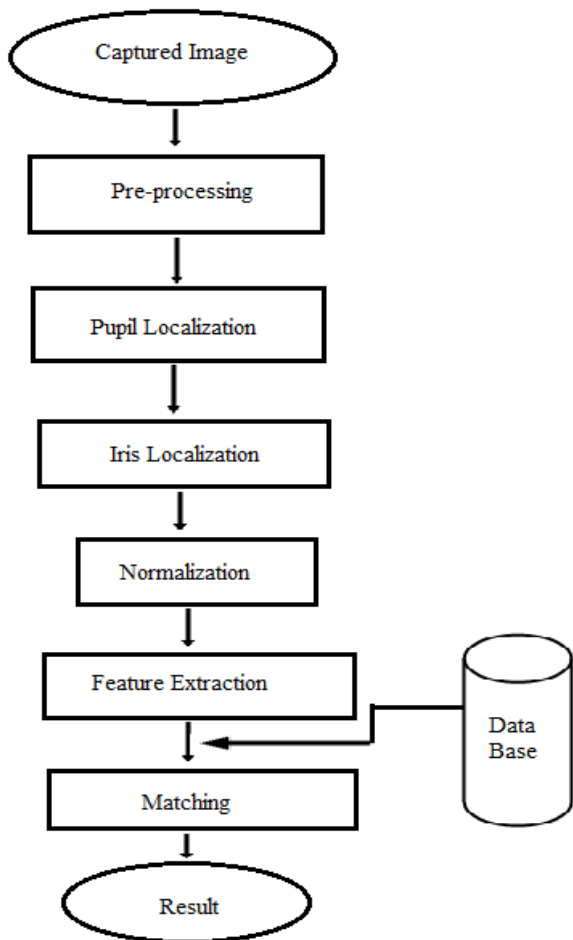 Captured Image
Pre-processing
Pupil Localization
Iris Localization
Normalization
Feature Extraction
Data
Base
Matching
Result